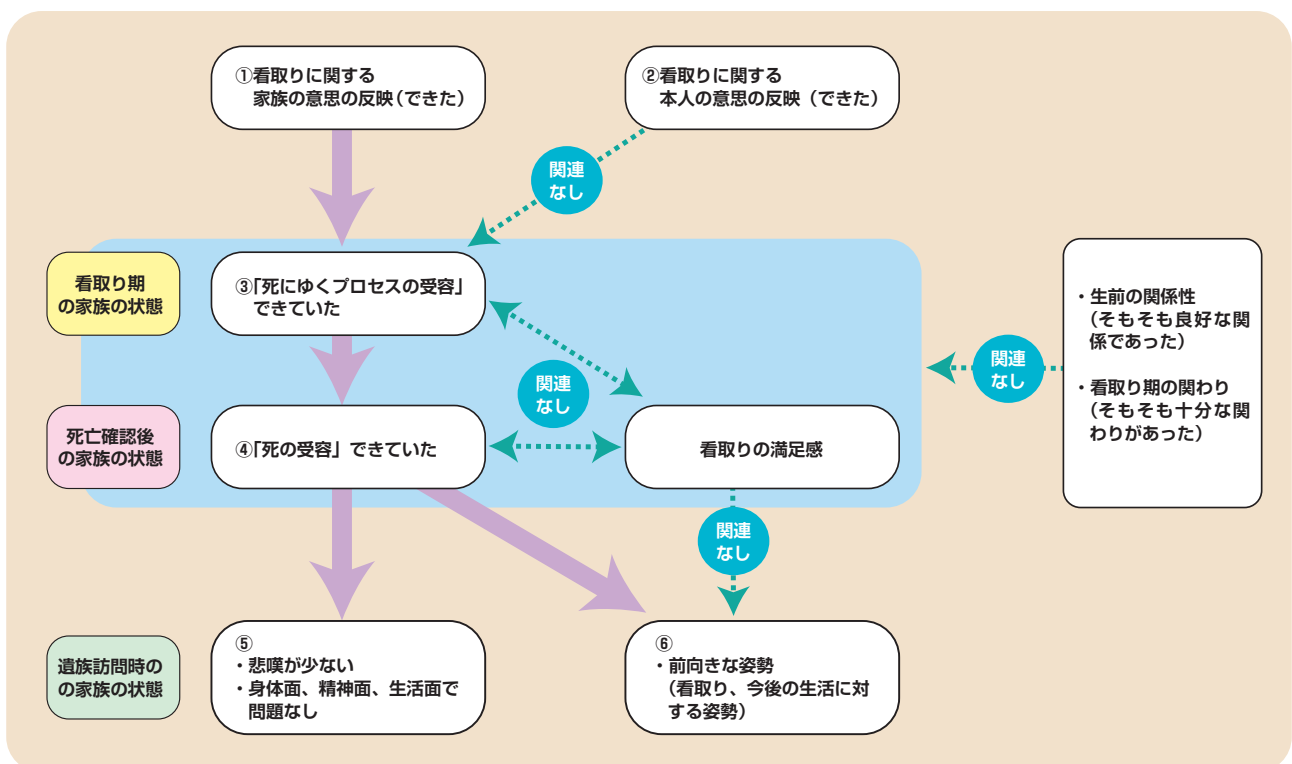 ①看取りに関する
家族の意思の反映（できた）
②看取りに関する
本人の意思の反映（できた）
関連
なし
看取り期
の家族の状態
③「死にゆくプロセスの受容」
できていた
・生前の関係性
（そもそも良好な関
係であった）
・看取り期の関わり
（そもそも十分な関
わりがあった）
関連
なし
関連
なし
死亡確認後
の家族の状態
④「死の受容」できていた
看取りの満足感
関連
なし
遺族訪問時の
の家族の状態
⑤
・悲嘆が少ない
・身体面、精神面、生活面で
問題なし
⑥
・前向きな姿勢
（看取り、今後の生活に対
する姿勢）